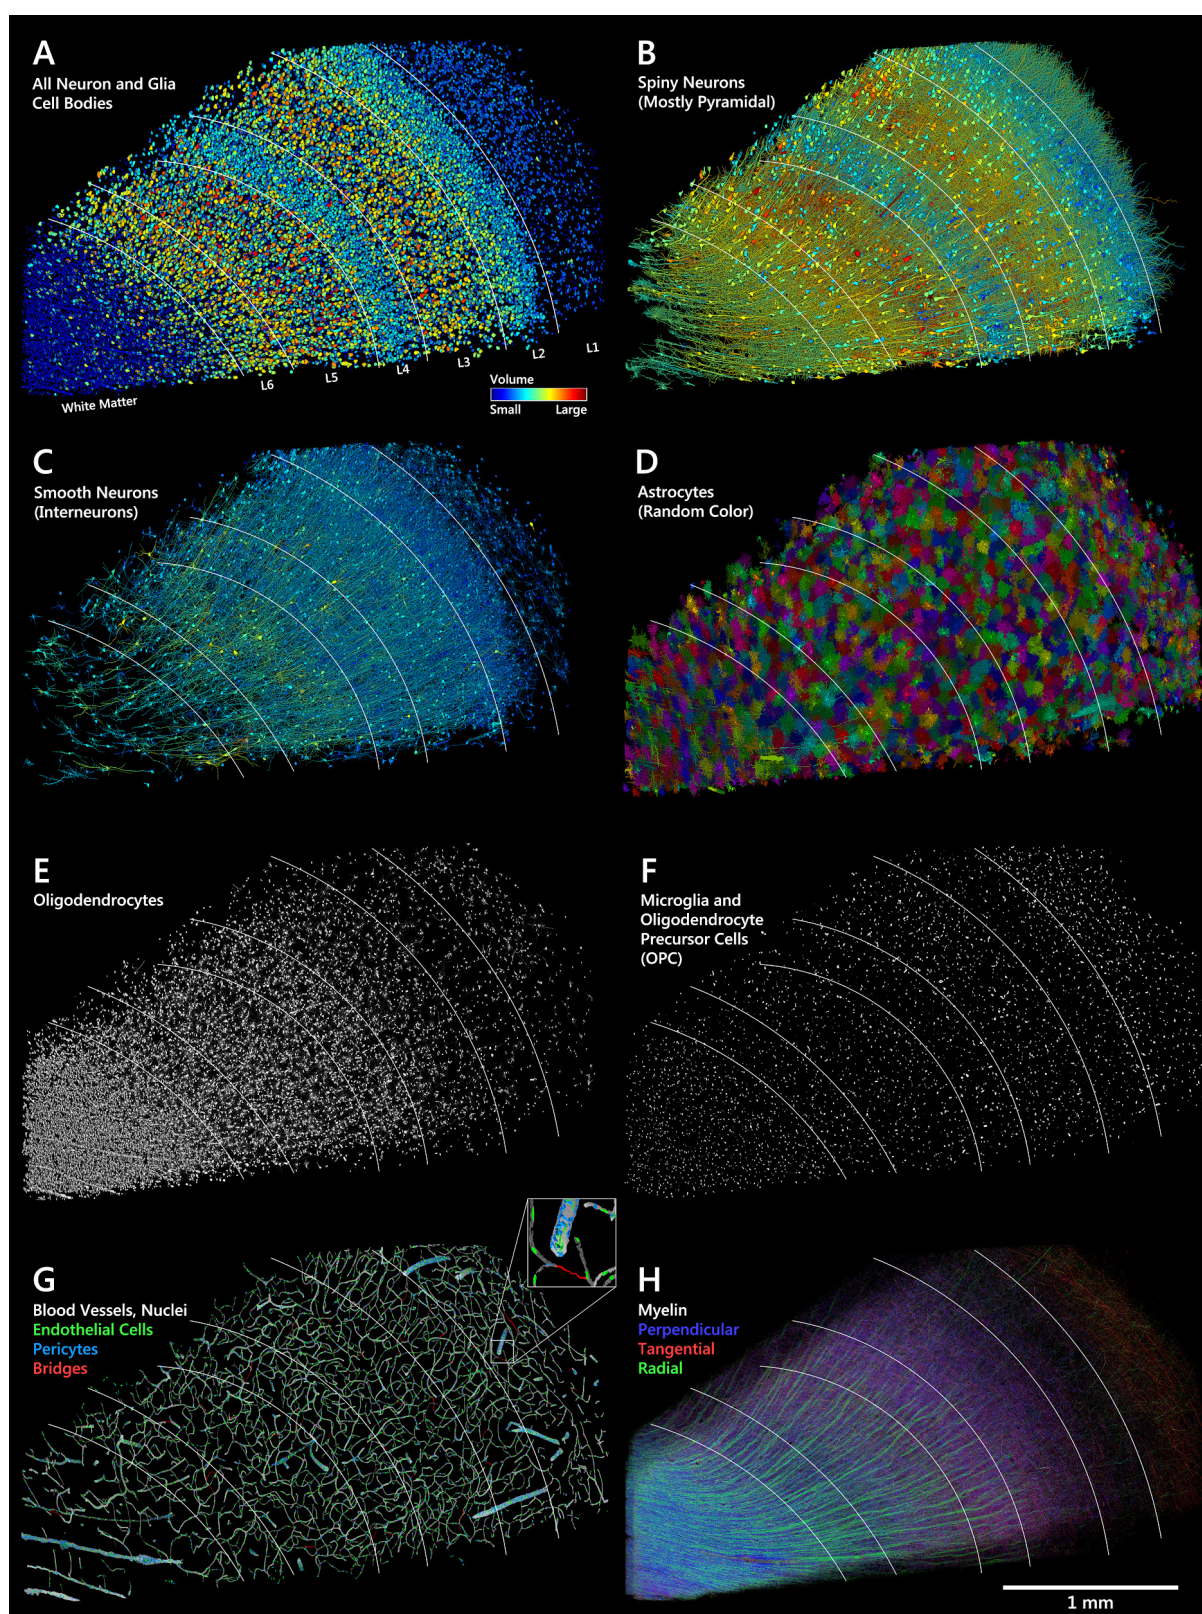 A
All Neuron and Glia
Cell Bodies
L1
L2
L3
L4
L5
L6
White Matter
Volume
Small Large
B
Spiny Neurons
(Mostly Pyramidal)
C
Smooth Neurons
(Interneurons)
D
Astrocytes
(Random Color)
E
Oligodendrocytes
F
Microglia and
Oligodendrocyte
Precursor Cells
(OPC)
G
Blood Vessels, Nuclei
Endothelial Cells
Pericytes
Bridges
H
Myelin
Perpendicular
Tangential
Radial
1 mm